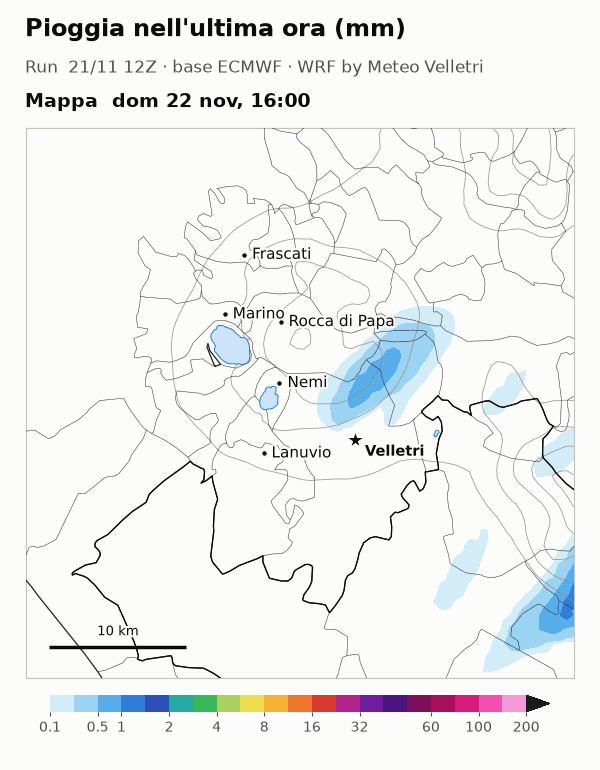 Pioggia nell'ultima ora (mm)
Run  21/11 12Z · base ECMWF · WRF by Meteo Velletri
Mappa  dom 22 nov, 16:00
Frascati
Marino
Rocca di Papa
Nemi
Velletri
Lanuvio
10 km
0.1 0.5 1 2 4 8 16 32 60 100 200